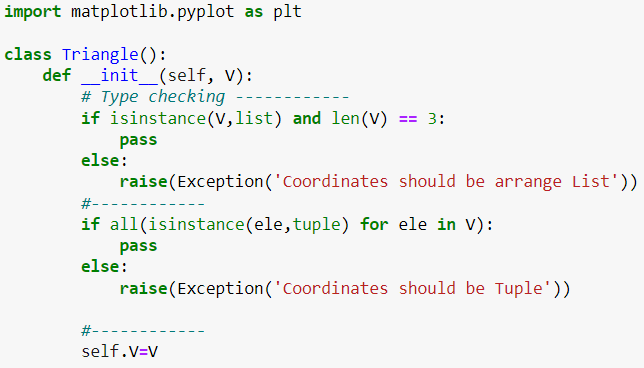 import matplotlib.pyplot as plt
class Triangle():
    def __init__(self, V):
        # Type checking ------------
        if isinstance(V,list) and len(V) == 3:
            pass
        else:
            raise(Exception('Coordinates should be arrange List'))
        #------------
        if all(isinstance(ele,tuple) for ele in V):
            pass
        else:
            raise(Exception('Coordinates should be Tuple'))
        #------------
        self.V=V